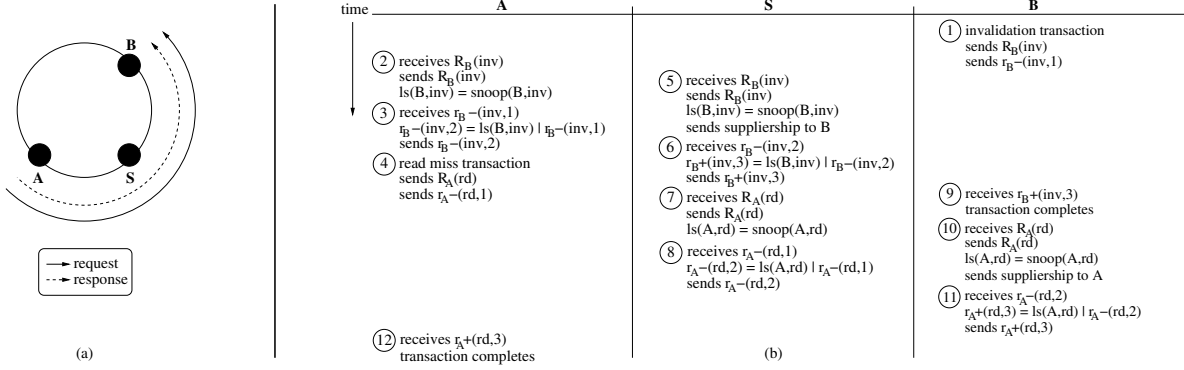 B
A
S
request
response
(a)
time
A
S
B
1 invalidation transaction
sends R_B(inv)
sends r_B−(inv,1)
2 receives R_B(inv)
sends R_B(inv)
ls(B,inv) = snoop(B,inv)
3 receives r_B−(inv,1)
r_B−(inv,2) = ls(B,inv) | r_B−(inv,1)
sends r_B−(inv,2)
4 read miss transaction
sends R_A(rd)
sends r_A−(rd,1)
5 receives R_B(inv)
sends R_B(inv)
ls(B,inv) = snoop(B,inv)
sends suppliership to B
6 receives r_B−(inv,2)
r_B+(inv,3) = ls(B,inv) | r_B−(inv,2)
sends r_B+(inv,3)
7 receives R_A(rd)
sends R_A(rd)
ls(A,rd) = snoop(A,rd)
8 receives r_A−(rd,1)
r_A−(rd,2) = ls(A,rd) | r_A−(rd,1)
sends r_A−(rd,2)
9 receives r_B+(inv,3)
transaction completes
10 receives R_A(rd)
sends R_A(rd)
ls(A,rd) = snoop(A,rd)
sends suppliership to A
11 receives r_A−(rd,2)
r_A+(rd,3) = ls(A,rd) | r_A−(rd,2)
sends r_A+(rd,3)
12 receives r_A+(rd,3)
transaction completes
(b)